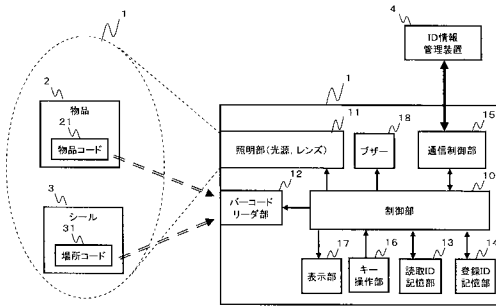 1
4
ID情報
管理装置
2
物品
21
物品コード
3
シール
31
場所コード
1
11
照明部(光源, レンズ)
18
ブザー
15
通信制御部
12
バーコード
リーダ部
10
制御部
17
表示部
16
キー
操作部
13
読取ID
記憶部
14
登録ID
記憶部